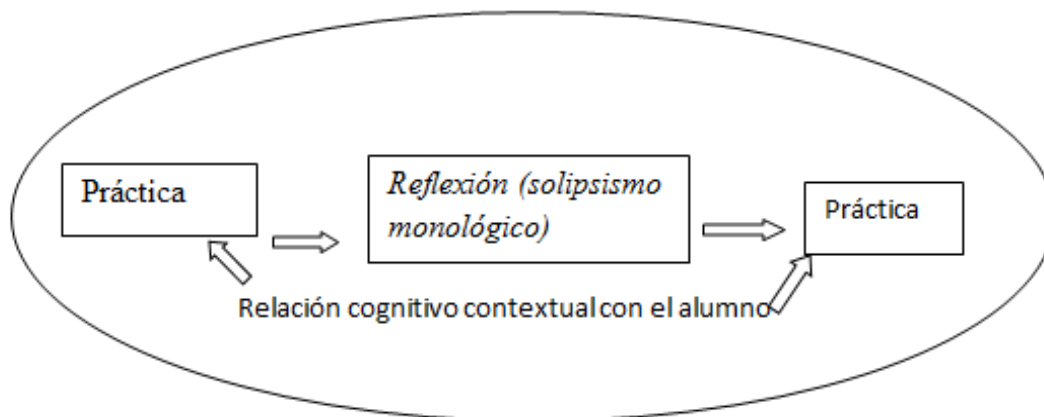 Práctica
Reflexión (solipsismo
monológico)
Práctica
Relación cognitivo contextual con el alumno